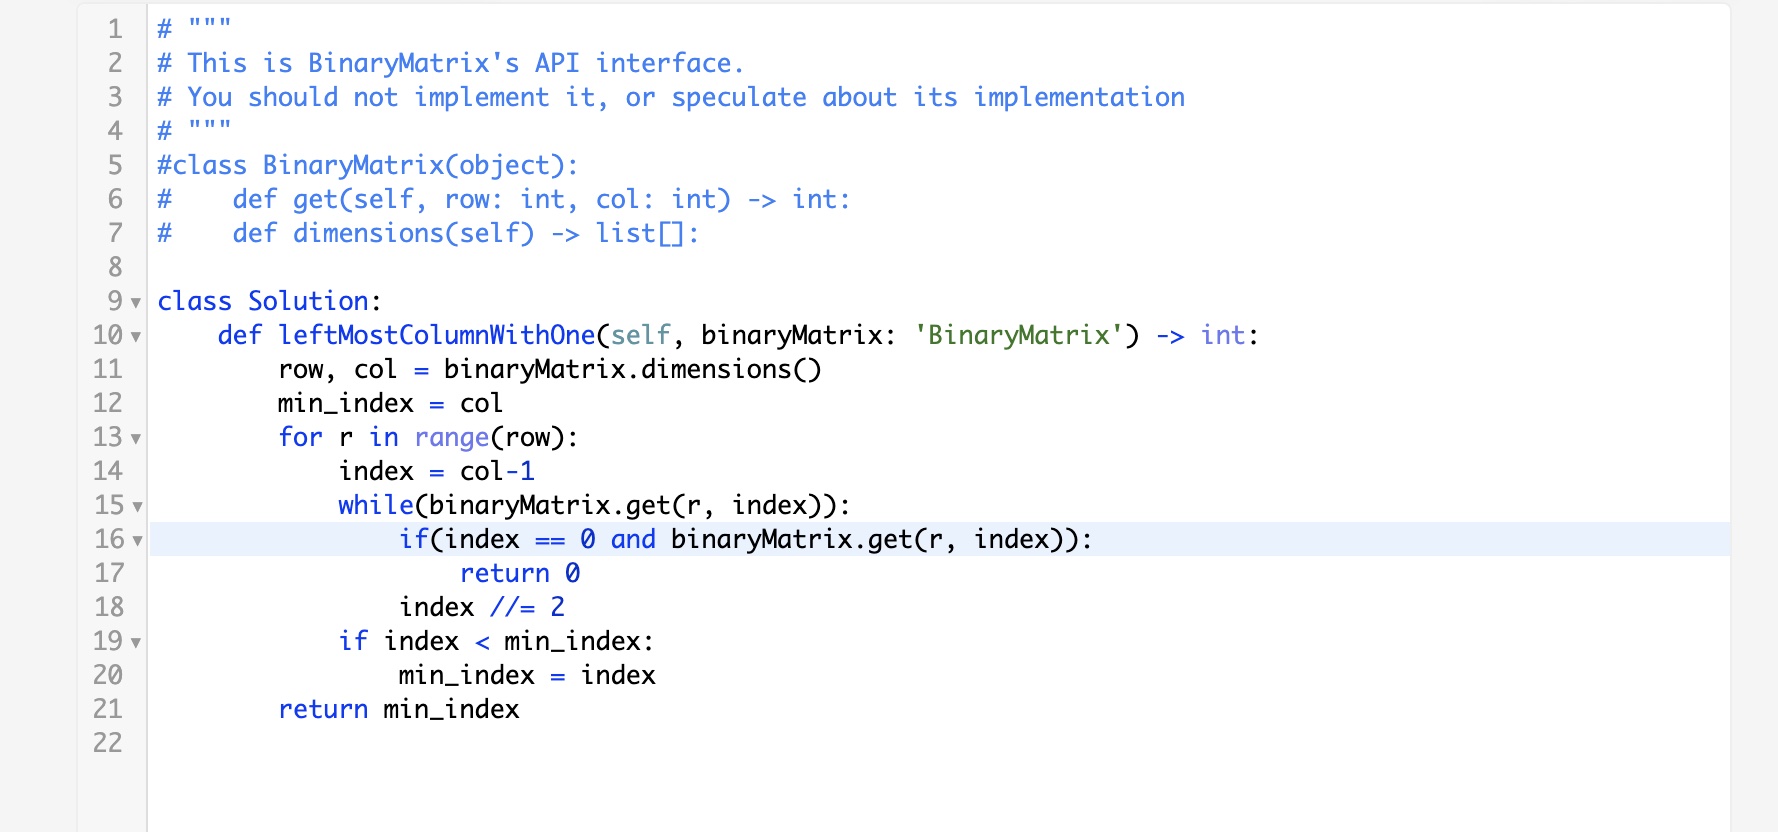 1 # """
2 # This is BinaryMatrix's API interface.
3 # You should not implement it, or speculate about its implementation
4 # """
5 #class BinaryMatrix(object):
6 #    def get(self, row: int, col: int) -> int:
7 #    def dimensions(self) -> list[]:
8
9 class Solution:
10     def leftMostColumnWithOne(self, binaryMatrix: 'BinaryMatrix') -> int:
11         row, col = binaryMatrix.dimensions()
12         min_index = col
13         for r in range(row):
14             index = col-1
15             while(binaryMatrix.get(r, index)):
16                 if(index == 0 and binaryMatrix.get(r, index)):
17                     return 0
18                 index //= 2
19             if index < min_index:
20                 min_index = index
21         return min_index
22